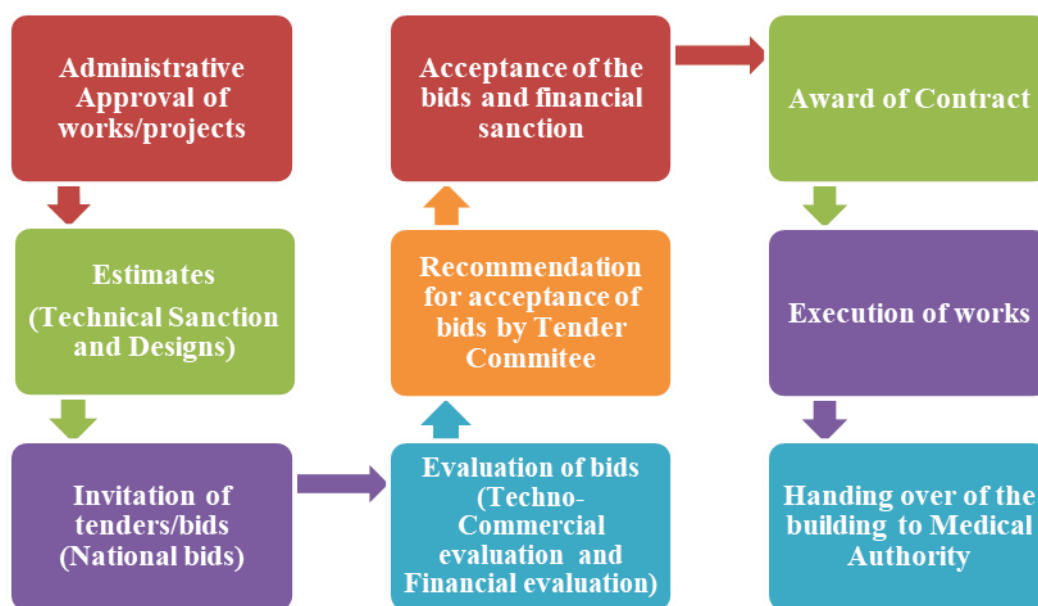 Administrative
Approval of
works/projects
Estimates
(Technical Sanction
and Designs)
Invitation of
tenders/bids
(National bids)
Evaluation of bids
(Techno-
Commercial
evaluation and
Financial evaluation)
Recommendation
for acceptance of
bids by Tender
Commitee
Acceptance of the
bids and financial
sanction
Award of Contract
Execution of works
Handing over of the
building to Medical
Authority